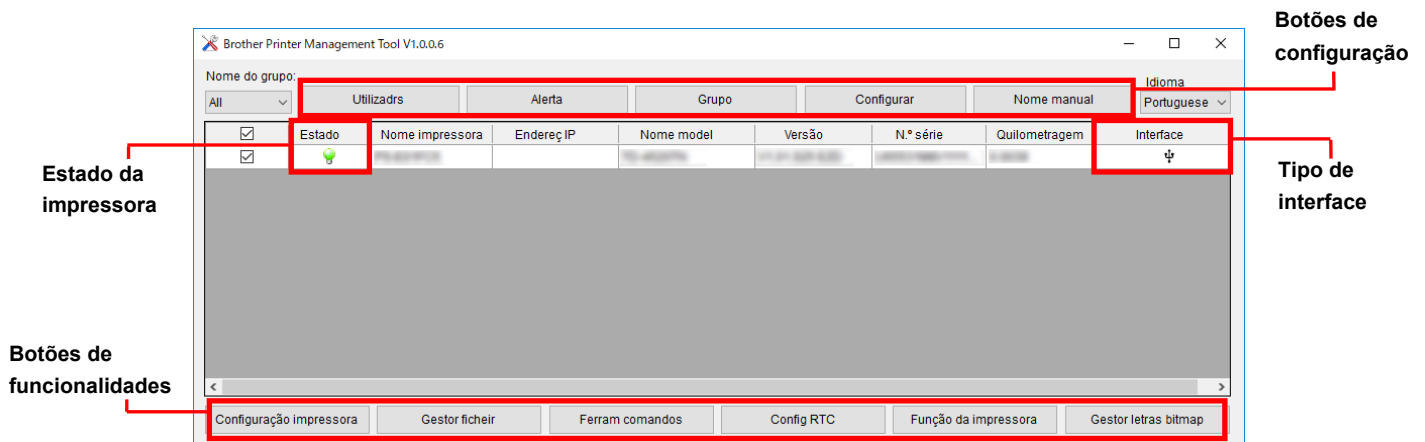 Botões de
configuração
Brother Printer Management Tool V1.0.0.6
Nome do grupo:
Idioma
All
Utilizadrs
Alerta
Grupo
Configurar
Nome manual
Portuguese
Estado
Nome impressora
Endereç IP
Nome model
Versão
N.º série
Quilometragem
Interface
Estado da
impressora
Tipo de
interface
Botões de
funcionalidades
Configuração impressora
Gestor ficheir
Ferram comandos
Config RTC
Função da impressora
Gestor letras bitmap